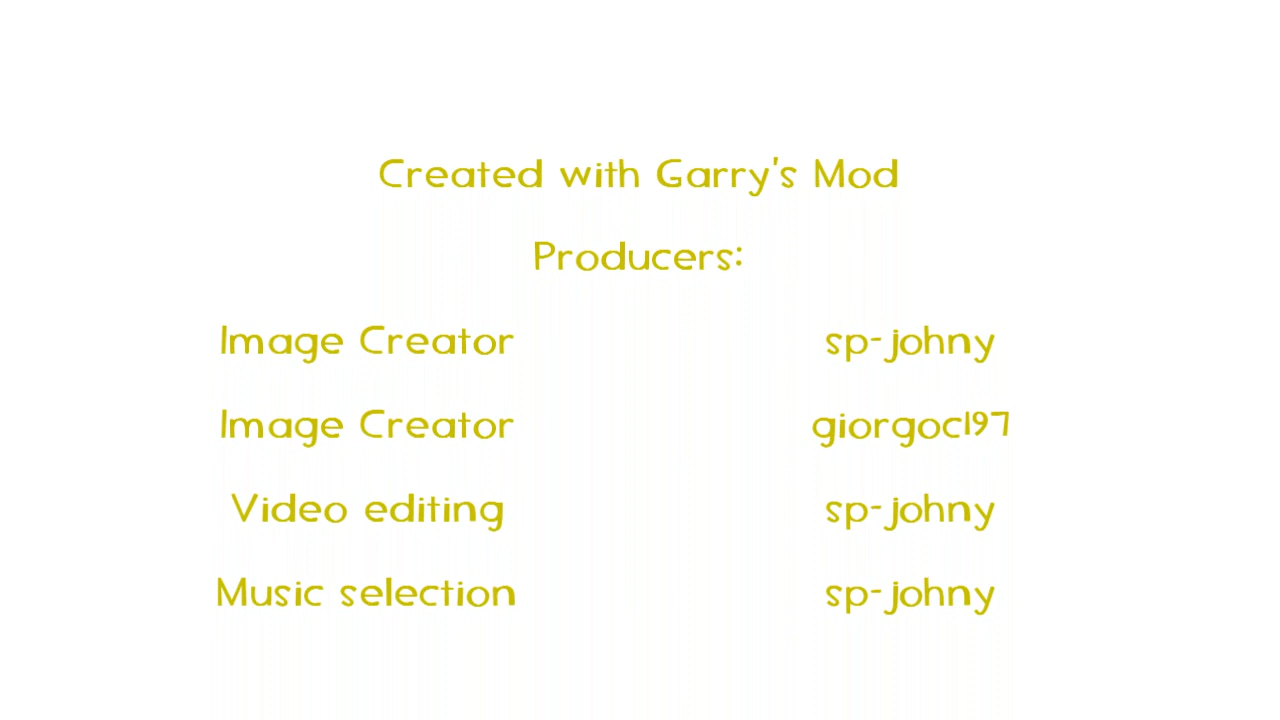 Created with Garry's Mod
Producers:
Image Creator sp-johny
Image Creator giorgoc197
Video editing sp-johny
Music selection sp-johny